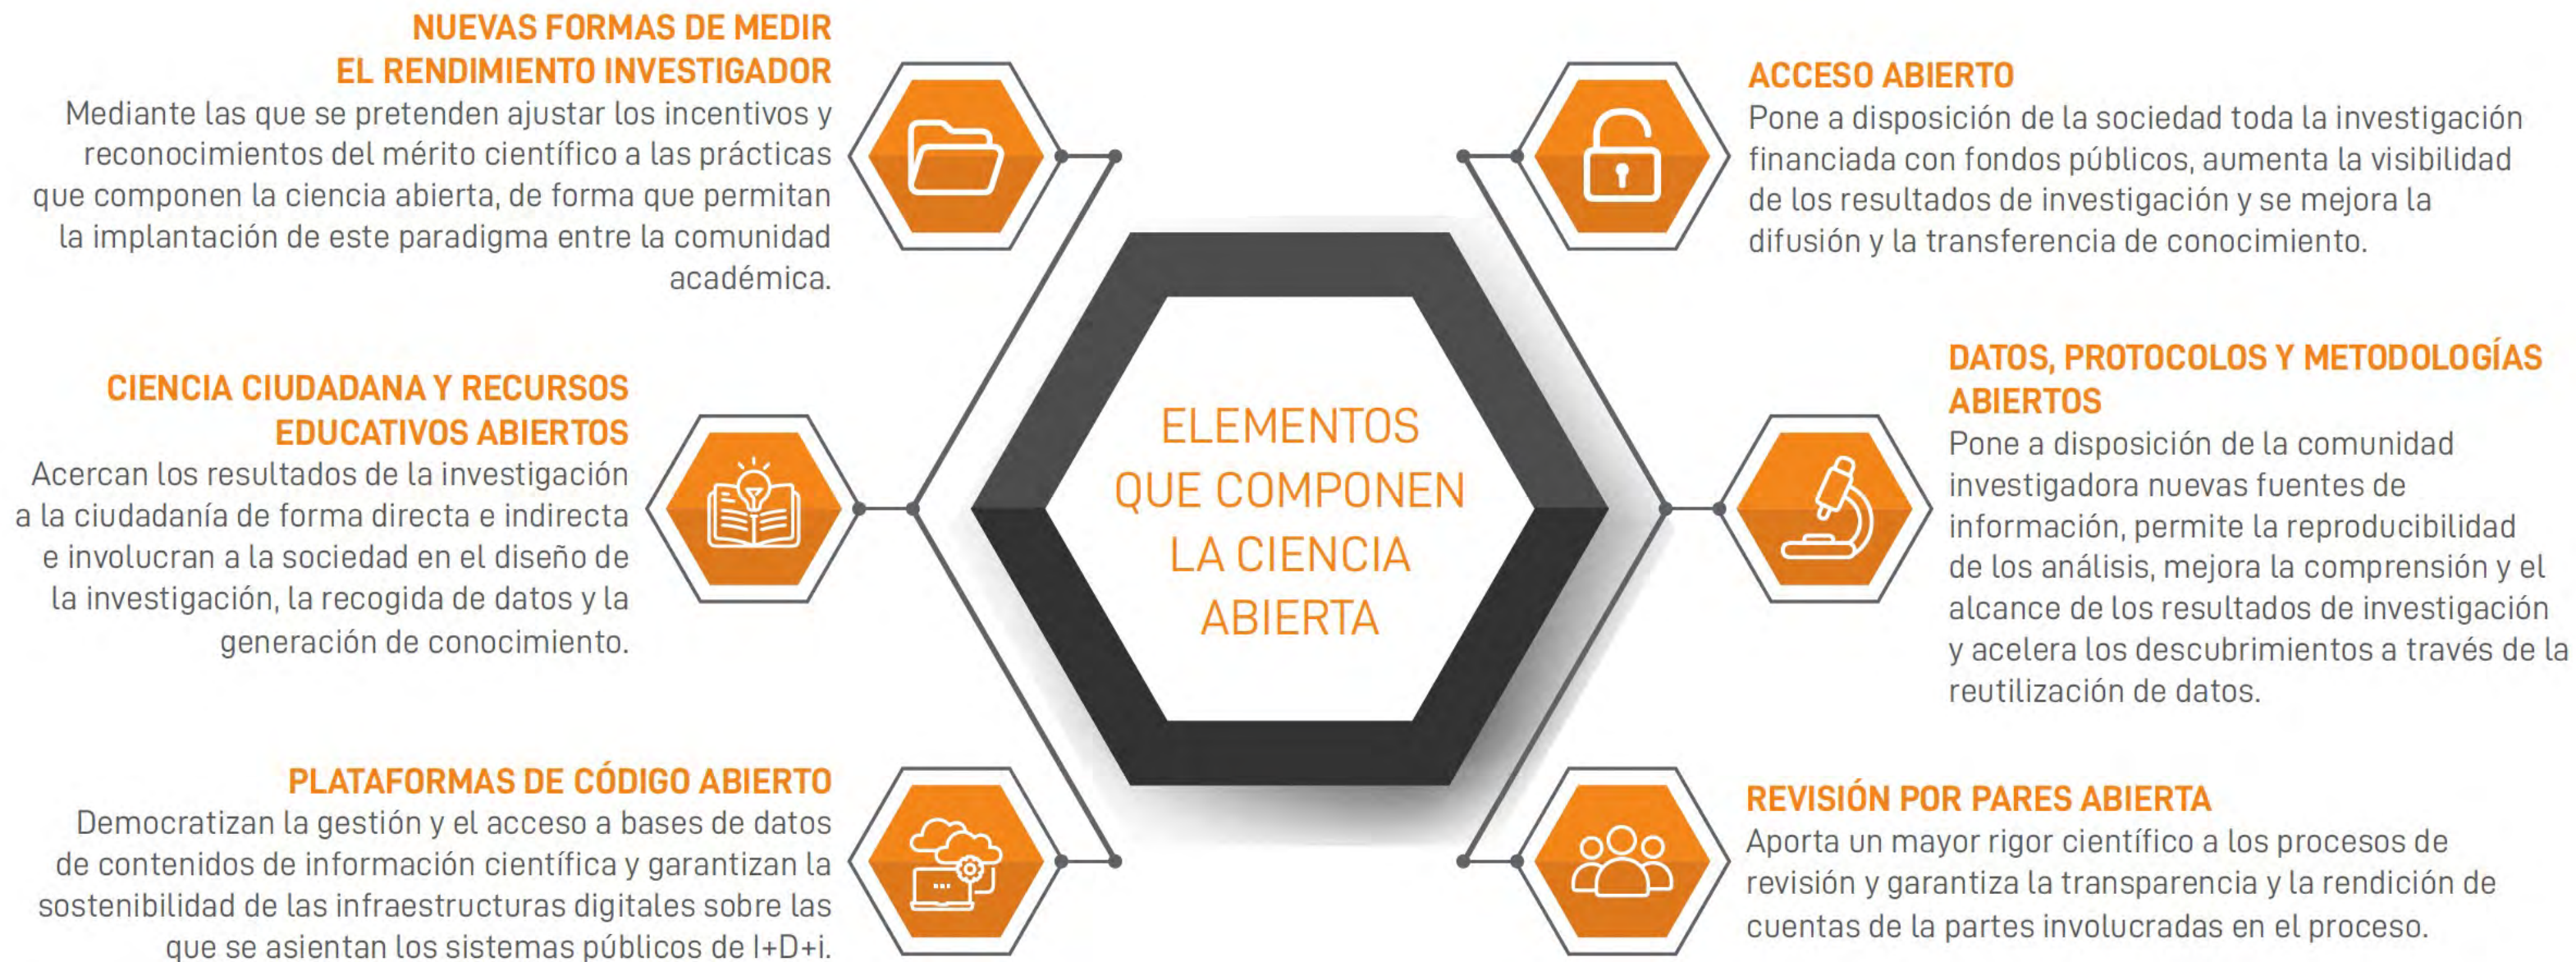 NUEVAS FORMAS DE MEDIR
EL RENDIMIENTO INVESTIGADOR
Mediante las que se pretenden ajustar los incentivos y
reconocimientos del mérito científico a las prácticas
que componen la ciencia abierta, de forma que permitan
la implantación de este paradigma entre la comunidad
académica.
CIENCIA CIUDADANA Y RECURSOS
EDUCATIVOS ABIERTOS
Acercan los resultados de la investigación
a la ciudadanía de forma directa e indirecta
e involucran a la sociedad en el diseño de
la investigación, la recogida de datos y la
generación de conocimiento.
PLATAFORMAS DE CÓDIGO ABIERTO
Democratizan la gestión y el acceso a bases de datos
de contenidos de información científica y garantizan la
sostenibilidad de las infraestructuras digitales sobre las
que se asientan los sistemas públicos de I+D+i.
ELEMENTOS
QUE COMPONEN
LA CIENCIA
ABIERTA
ACCESO ABIERTO
Pone a disposición de la sociedad toda la investigación
financiada con fondos públicos, aumenta la visibilidad
de los resultados de investigación y se mejora la
difusión y la transferencia de conocimiento.
DATOS, PROTOCOLOS Y METODOLOGÍAS
ABIERTOS
Pone a disposición de la comunidad
investigadora nuevas fuentes de
información, permite la reproducibilidad
de los análisis, mejora la comprensión y el
alcance de los resultados de investigación
y acelera los descubrimientos a través de la
reutilización de datos.
REVISIÓN POR PARES ABIERTA
Aporta un mayor rigor científico a los procesos de
revisión y garantiza la transparencia y la rendición de
cuentas de la partes involucradas en el proceso.